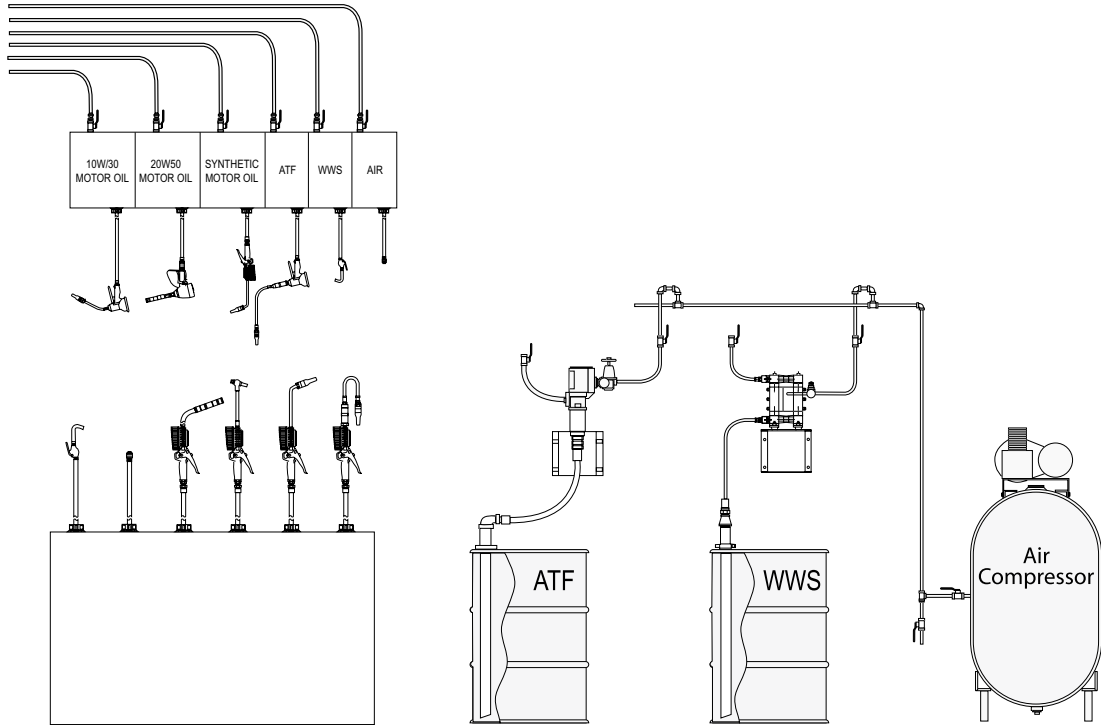 10W/30
MOTOR OIL
20W50
MOTOR OIL
SYNTHETIC
MOTOR OIL
ATF
WWS
AIR
ATF
WWS
Air
Compressor